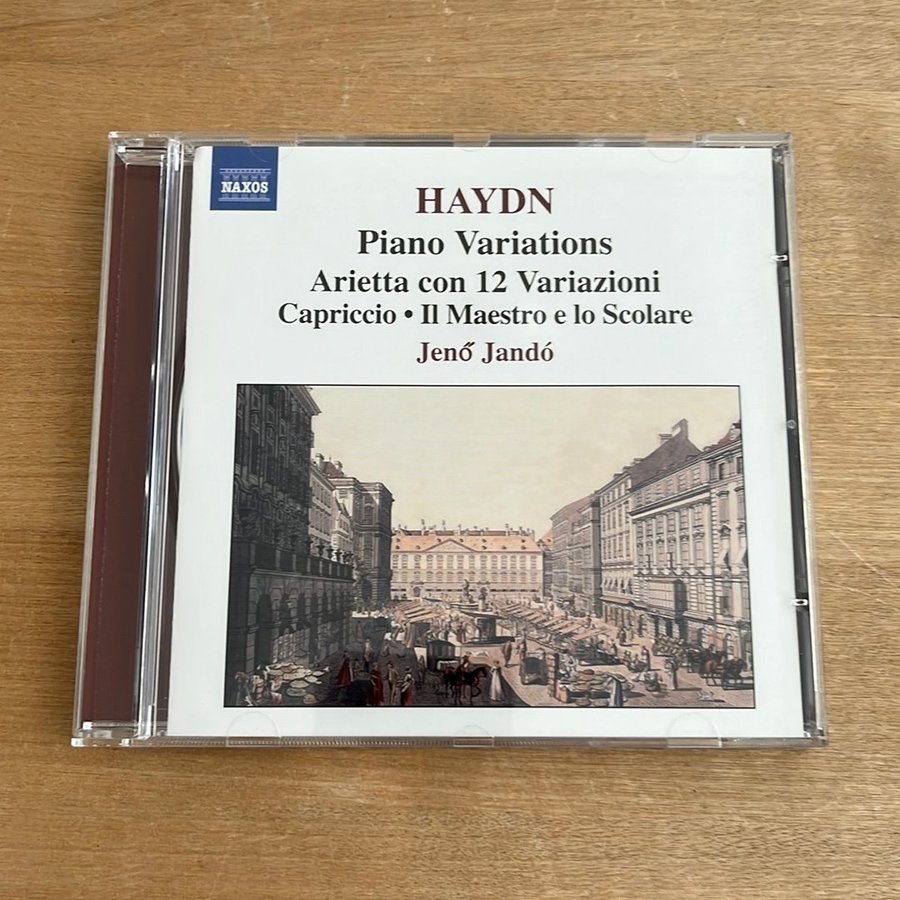 NAXOS
HAYDN
Piano Variations
Arietta con 12 Variazioni
Capriccio • Il Maestro e lo Scolare
Jenő Jandó